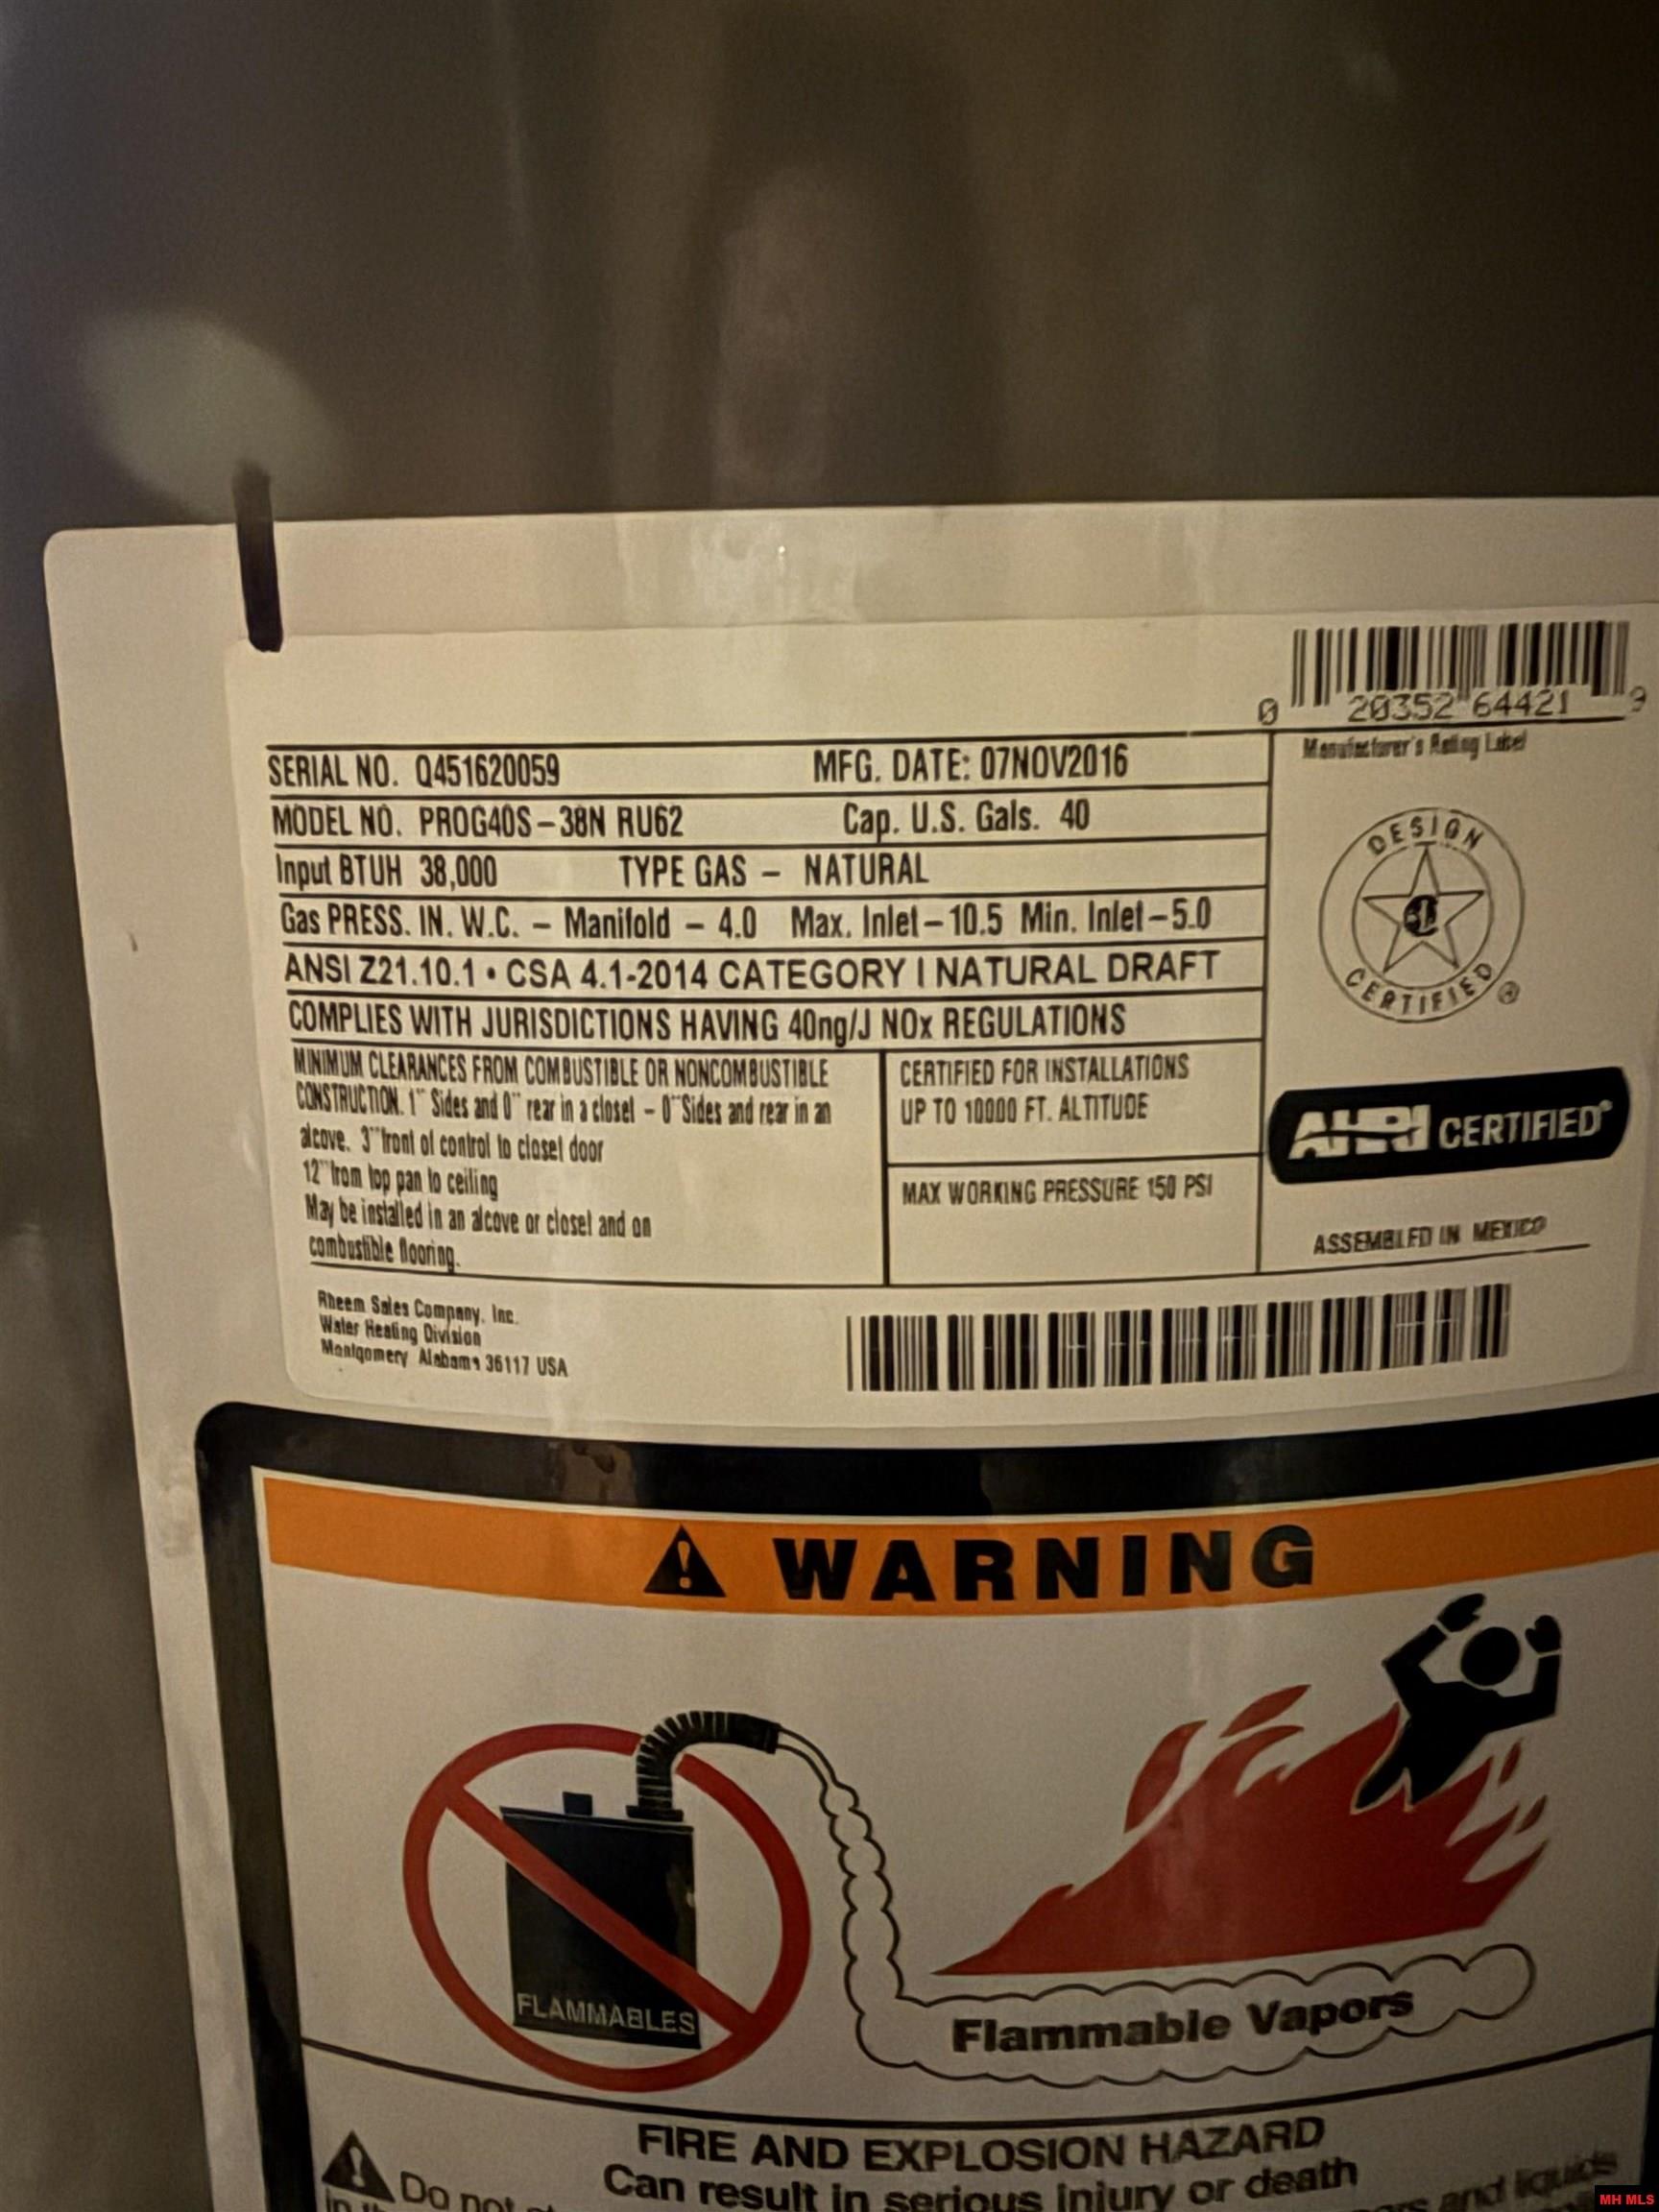 0 20352 64421 9
Manufacturer's Rating Label
SERIAL NO. Q451620059 MFG. DATE: 07NOV2016
MODEL NO. PROG40S-38N RU62 Cap. U.S. Gals. 40
Input BTUH 38,000 TYPE GAS - NATURAL
Gas PRESS. IN. W.C. - Manifold - 4.0 Max. Inlet-10.5 Min. Inlet-5.0
ANSI Z21.10.1 • CSA 4.1-2014 CATEGORY I NATURAL DRAFT
COMPLIES WITH JURISDICTIONS HAVING 40ng/J NOx REGULATIONS
MINIMUM CLEARANCES FROM COMBUSTIBLE OR NONCOMBUSTIBLE
CONSTRUCTION. 1" Sides and 0" rear in a closet - 0" Sides and rear in an
alcove. 3" front of control to closet door
12" from top pan to ceiling
May be installed in an alcove or closet and on
combustible flooring.
CERTIFIED FOR INSTALLATIONS
UP TO 10000 FT. ALTITUDE
MAX WORKING PRESSURE 150 PSI
DESIGN
CERTIFIED ®
AHRI CERTIFIED®
ASSEMBLED IN MEXICO
Rheem Sales Company, Inc.
Water Heating Division
Montgomery Alabama 36117 USA
WARNING
FLAMMABLES
Flammable Vapors
FIRE AND EXPLOSION HAZARD
Can result in serious injury or death
Do not
and liquids
MH MLS